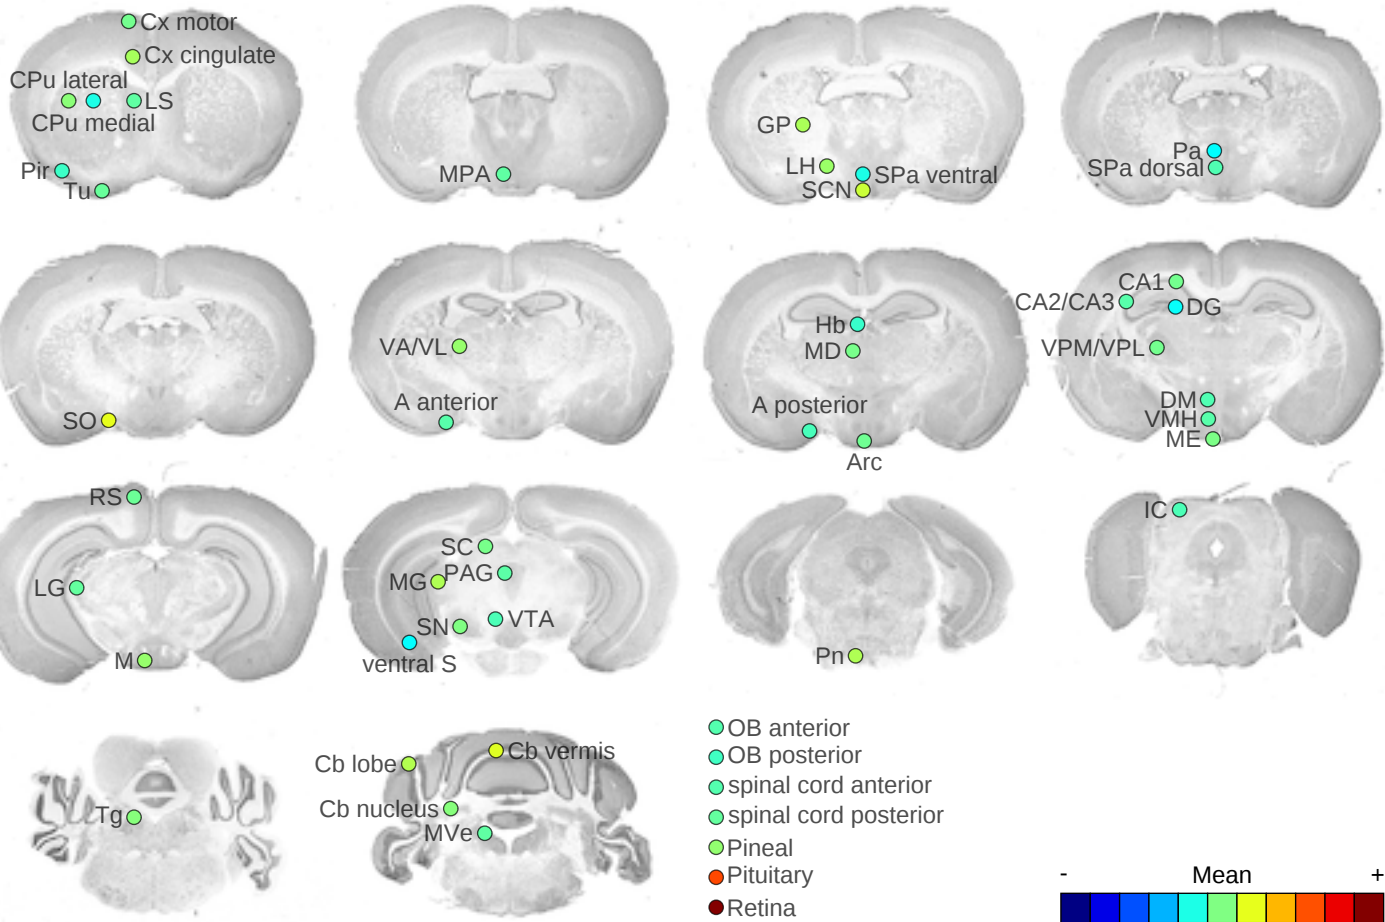 Cx motor
Cx cingulate
CPu lateral
LS
CPu medial
Pir
Tu
MPA
GP
LH
SPa ventral
SCN
Pa
SPa dorsal
SO
VA/VL
A anterior
Hb
MD
A posterior
Arc
CA1
CA2/CA3
DG
VPM/VPL
DM
VMH
ME
RS
LG
M
SC
PAG
MG
VTA
SN
ventral S
Pn
IC
Tg
Cb vermis
Cb lobe
Cb nucleus
MVe
OB anterior
OB posterior
spinal cord anterior
spinal cord posterior
Pineal
Pituitary
Retina
- Mean +